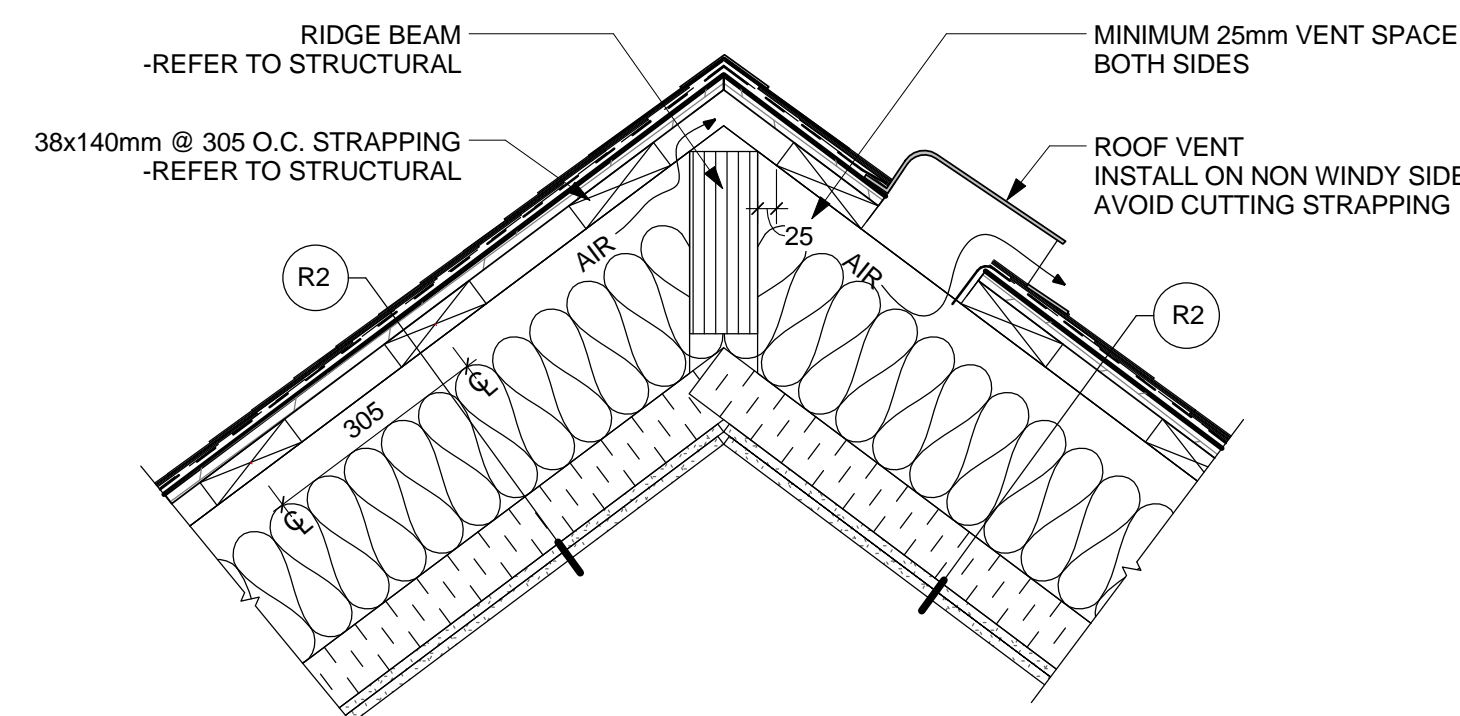 RIDGE BEAM
-REFER TO STRUCTURAL
38x140mm @ 305 O.C. STRAPPING
-REFER TO STRUCTURAL
MINIMUM 25mm VENT SPACE
BOTH SIDES
ROOF VENT
INSTALL ON NON WINDY SIDE
AVOID CUTTING STRAPPING
R2
AIR
25
AIR
R2
305
CL
CL